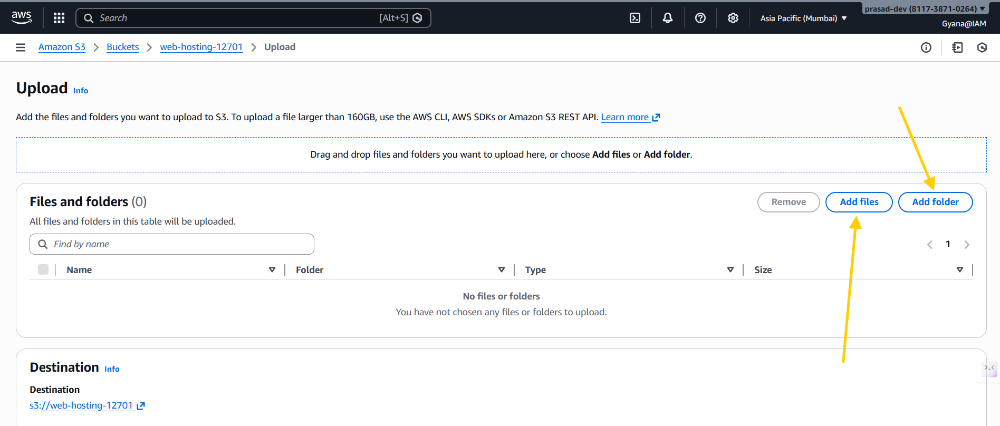 aws
Search [Alt+S]
Asia Pacific (Mumbai)
prasad-dev (8117-3871-0264)
Gyana@IAM
Amazon S3 > Buckets > web-hosting-12701 > Upload
Upload Info
Add the files and folders you want to upload to S3. To upload a file larger than 160GB, use the AWS CLI, AWS SDKs or Amazon S3 REST API. Learn more
Drag and drop files and folders you want to upload here, or choose Add files or Add folder.
Files and folders (0)
Remove
Add files
Add folder
All files and folders in this table will be uploaded.
Find by name
1
Name Folder Type Size
No files or folders
You have not chosen any files or folders to upload.
Destination Info
Destination
s3://web-hosting-12701